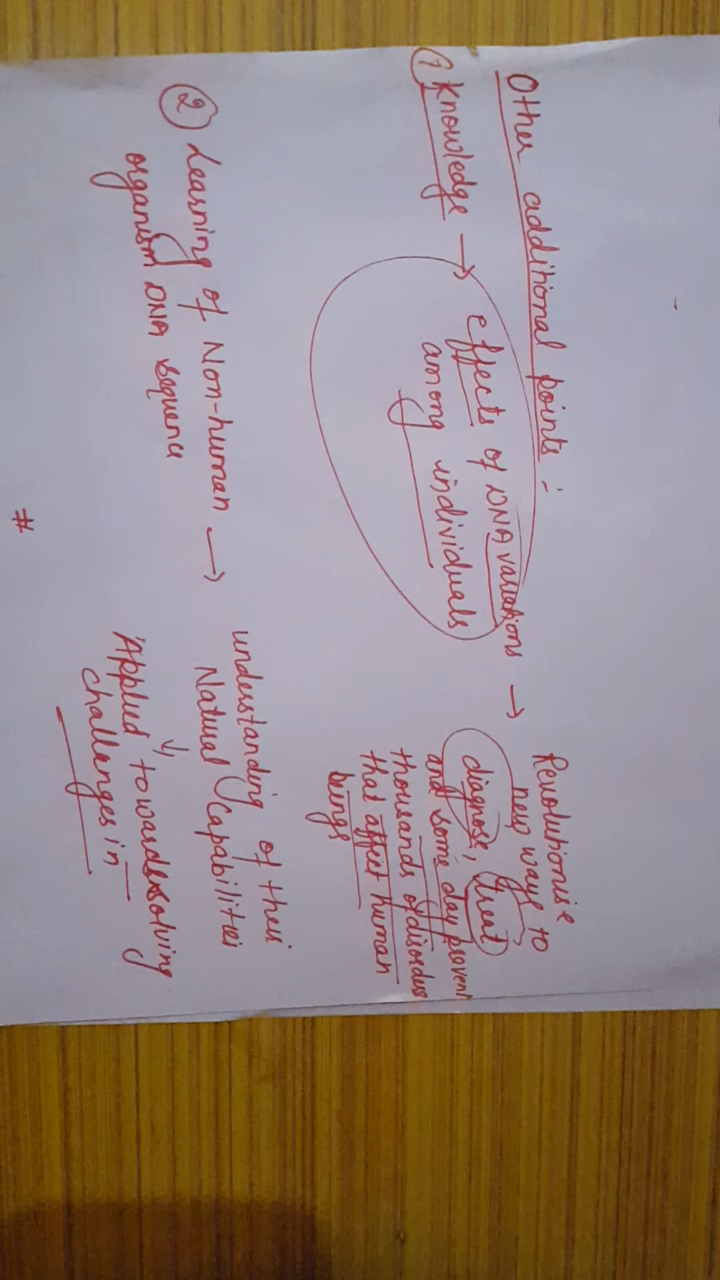 Other additional points :-
① Knowledge → effects of DNA variations →
among individuals
Revolutionise
new ways to
diagnose, treat
and some day prevent
thousands of disorders
that affect human
beings
② Learning of Non-human →
organism DNA sequence
understanding of their
Natural capabilities
↓
Applied towards solving
challenges in
#